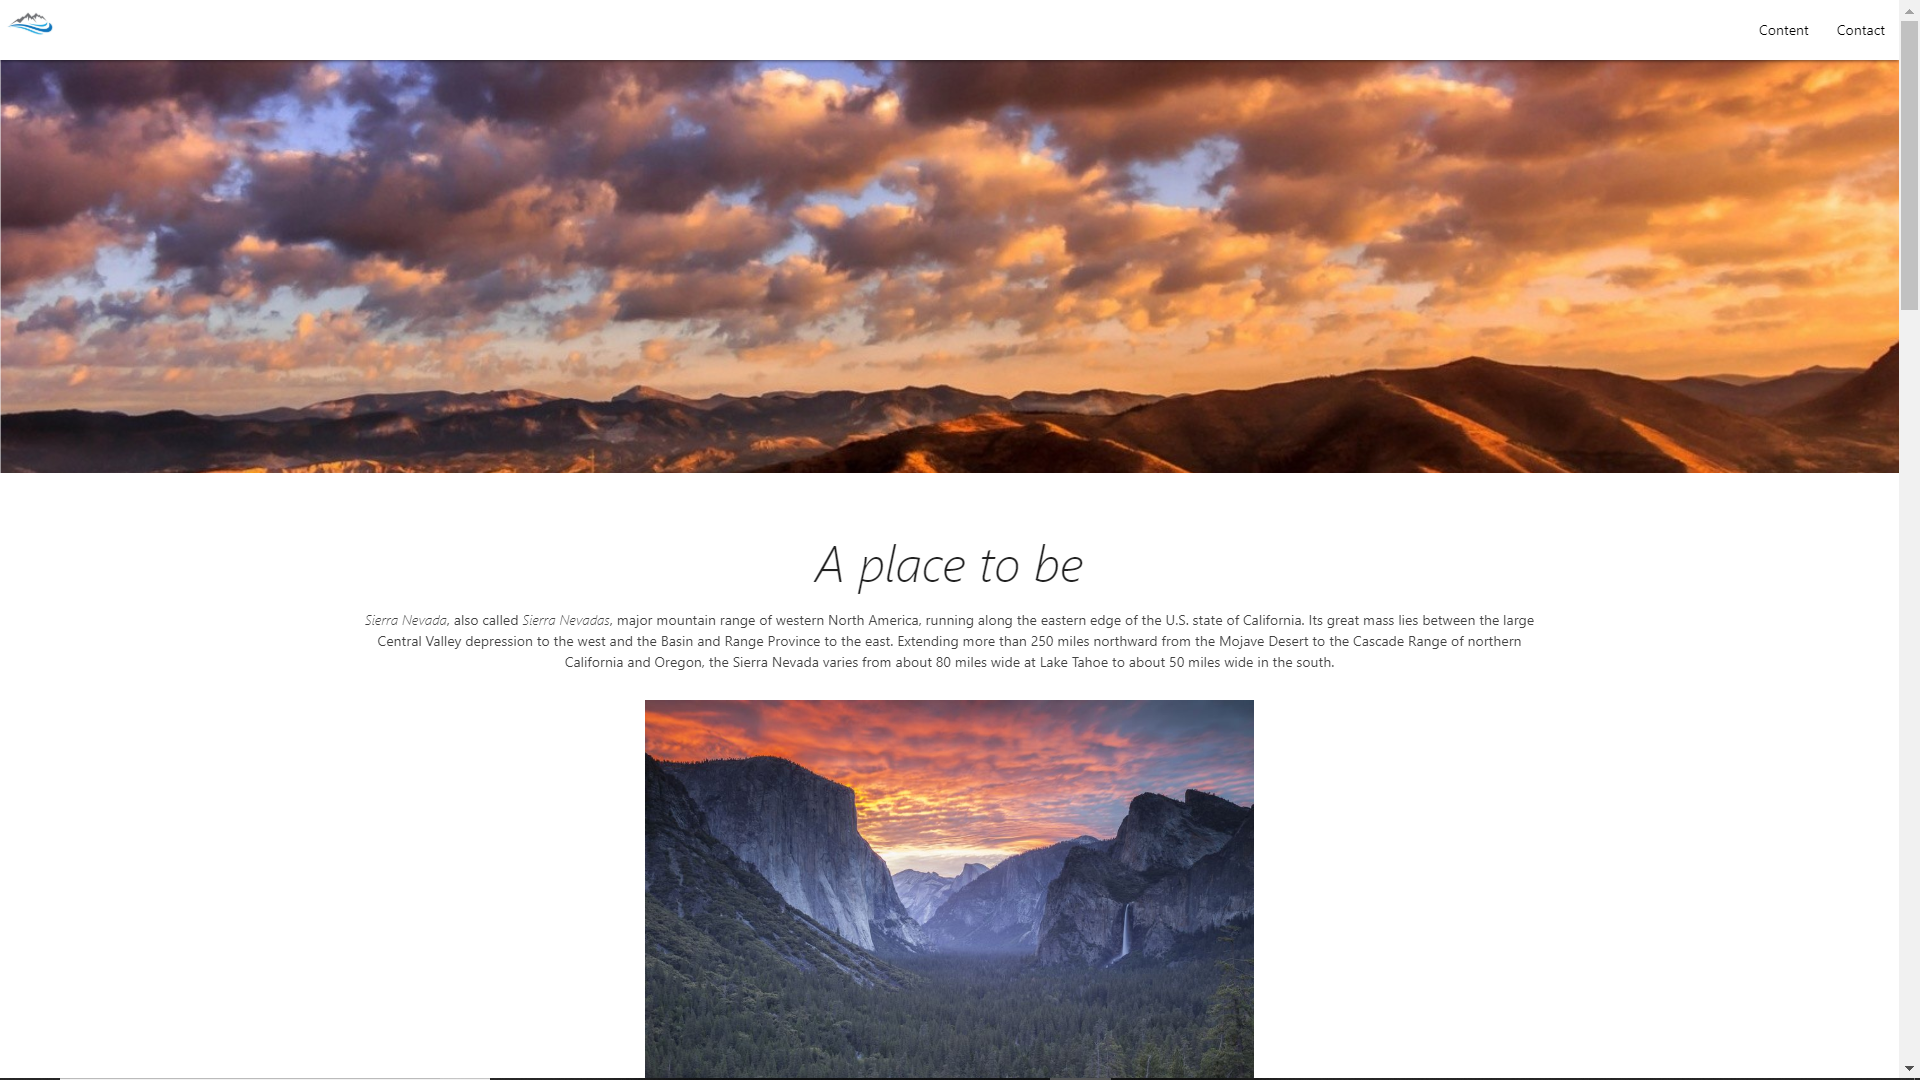 Content Contact
A place to be
Sierra Nevada, also called Sierra Nevadas, major mountain range of western North America, running along the eastern edge of the U.S. state of California. Its great mass lies between the large
Central Valley depression to the west and the Basin and Range Province to the east. Extending more than 250 miles northward from the Mojave Desert to the Cascade Range of northern
California and Oregon, the Sierra Nevada varies from about 80 miles wide at Lake Tahoe to about 50 miles wide in the south.